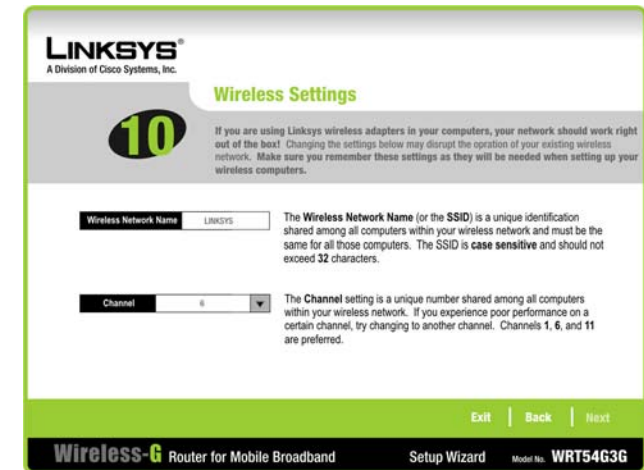 LINKSYS®
A Division of Cisco Systems, Inc.
Wireless Settings
10
If you are using Linksys wireless adapters in your computers, your network should work right
out of the box! Changing the settings below may disrupt the opration of your existing wireless
network. Make sure you remember these settings as they will be needed when setting up your
wireless computers.
Wireless Network Name LINKSYS
The Wireless Network Name (or the SSID) is a unique identification
shared among all computers within your wireless network and must be the
same for all those computers. The SSID is case sensitive and should not
exceed 32 characters.
Channel 6
The Channel setting is a unique number shared among all computers
within your wireless network. If you experience poor performance on a
certain channel, try changing to another channel. Channels 1, 6, and 11
are preferred.
Exit Back Next
Wireless-G Router for Mobile Broadband Setup Wizard Model No. WRT54G3G